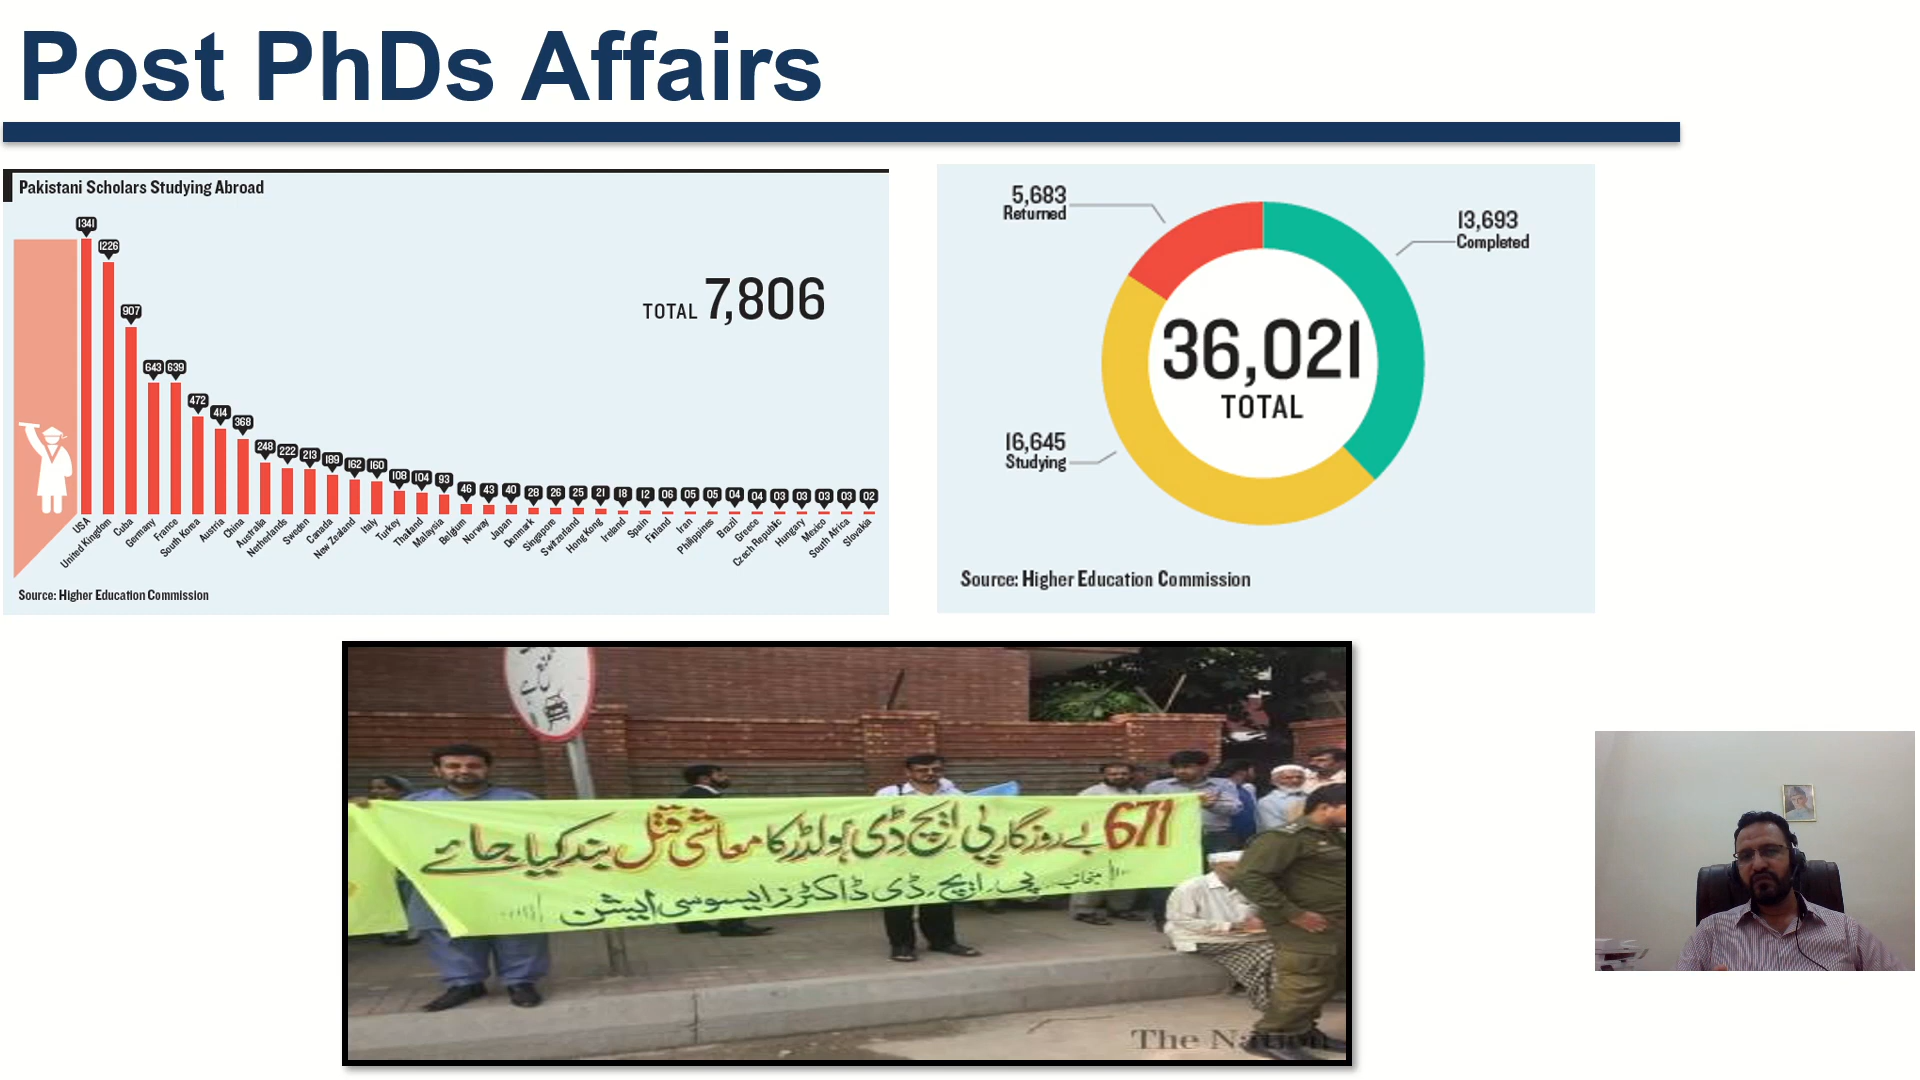 Post PhDs Affairs
Pakistani Scholars Studying Abroad
1341
1226
907
643
639
472
414
368
248
222
213
189
162
160
108
104
93
46
43
40
28
26
25
21
18
12
06
05
05
04
04
03
03
03
03
02
TOTAL 7,806
USA
United Kingdom
Cuba
Germany
France
South Korea
Austria
China
Australia
Netherlands
Sweden
Canada
New Zealand
Italy
Turkey
Thailand
Malaysia
Belgium
Norway
Japan
Denmark
Singapore
Switzerland
Hong Kong
Ireland
Spain
Finland
Iran
Philippines
Brazil
Greece
Czech Republic
Hungary
Mexico
South Africa
Slovakia
Source: Higher Education Commission
5,683
Returned
13,693
Completed
36,021
TOTAL
16,645
Studying
Source: Higher Education Commission
671 بے روزگار پی ایچ ڈی ہولڈرکا معاشی قتل بند کیا جائے
منجانب پی۔ایچ۔ڈی ڈاکٹرز ایسوسی ایشن
The Nation